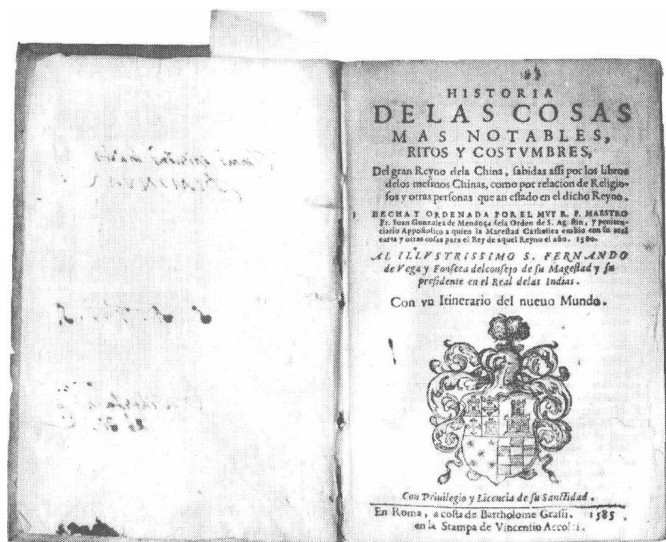 HISTORIA
DELAS COSAS
MAS NOTABLES,
RITOS Y COSTVMBRES,
Del gran Reyno dela China, sabidas assi por los libros
delos mesmos Chinas, como por relacion de Religio-
sos y otras personas que an estado en el dicho Reyno.
HECHA Y ORDENADA POR EL MVY R. P. MAESTRO
Fr. Ioan Gonzalez de Mendoça dela Orden de S. Agustin, y peniten-
ciario Appostolico a quien la Magestad Catholica embio con su real
carta y otras cosas para el Rey de aquel Reyno el año. 1580.
AL ILLVSTRISSIMO S. FERNANDO
de Vega y Fonseca del consejo de su Magestad y su
presidente en el Real delas Indias.
Con vn Itinerario del nueuo Mundo.
Con Priuilegio y Licencia de su Sanctidad.
En Roma, a costa de Bartholome Grassi. 1585.
en la Stampa de Vincentio Accolti.